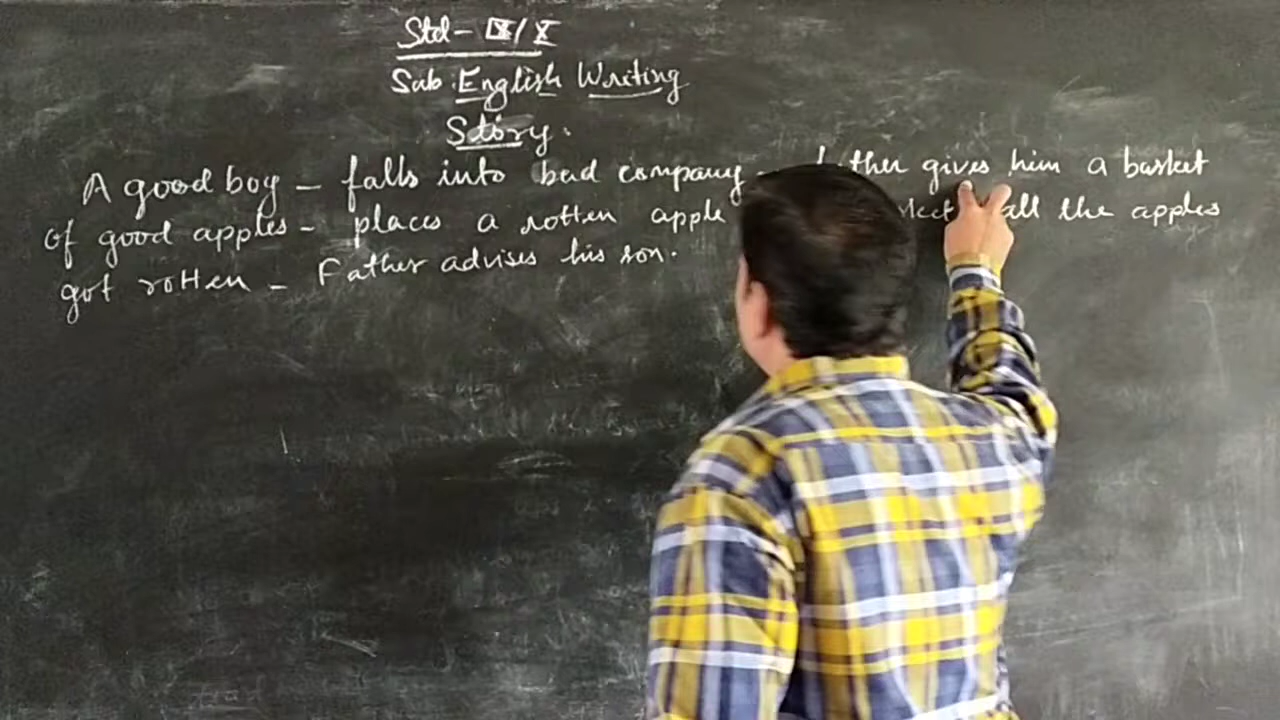 Std- IX/X
Sub: English Writing
Story:
A good boy - falls into bad company - gives him a basket
of good apples - places a rotten apple all the apples
got rotten - Father advises his son.